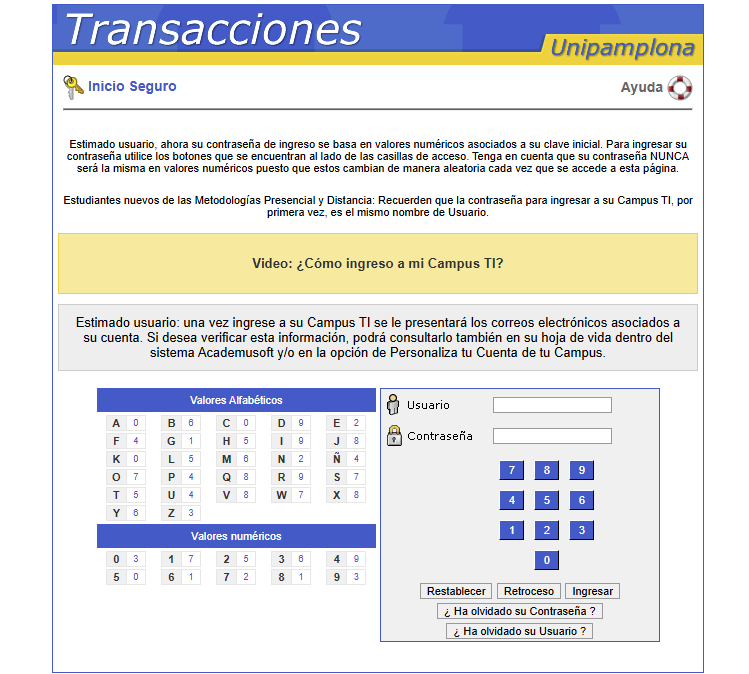 Transacciones
Unipamplona
Inicio Seguro
Ayuda
Estimado usuario, ahora su contraseña de ingreso se basa en valores numéricos asociados a su clave inicial. Para ingresar su
contraseña utilice los botones que se encuentran al lado de las casillas de acceso. Tenga en cuenta que su contraseña NUNCA
será la misma en valores numéricos puesto que estos cambian de manera aleatoria cada vez que se accede a esta página.
Estudiantes nuevos de las Metodologías Presencial y Distancia: Recuerden que la contraseña para ingresar a su Campus TI, por
primera vez, es el mismo nombre de Usuario.
Video: ¿Cómo ingreso a mi Campus TI?
Estimado usuario: una vez ingrese a su Campus TI se le presentará los correos electrónicos asociados a
su cuenta. Si desea verificar esta información, podrá consultarlo también en su hoja de vida dentro del
sistema Academusoft y/o en la opción de Personaliza tu Cuenta de tu Campus.
Valores Alfabéticos
A 0 B 6 C 0 D 9 E 2
F 4 G 1 H 5 I 9 J 8
K 0 L 5 M 6 N 2 Ñ 4
O 7 P 4 Q 8 R 9 S 7
T 5 U 4 V 8 W 7 X 8
Y 6 Z 3
Valores numéricos
0 3 1 7 2 5 3 6 4 9
5 0 6 1 7 2 8 1 9 3
Usuario
Contraseña
7 8 9
4 5 6
1 2 3
0
Restablecer Retroceso Ingresar
¿ Ha olvidado su Contraseña ?
¿ Ha olvidado su Usuario ?